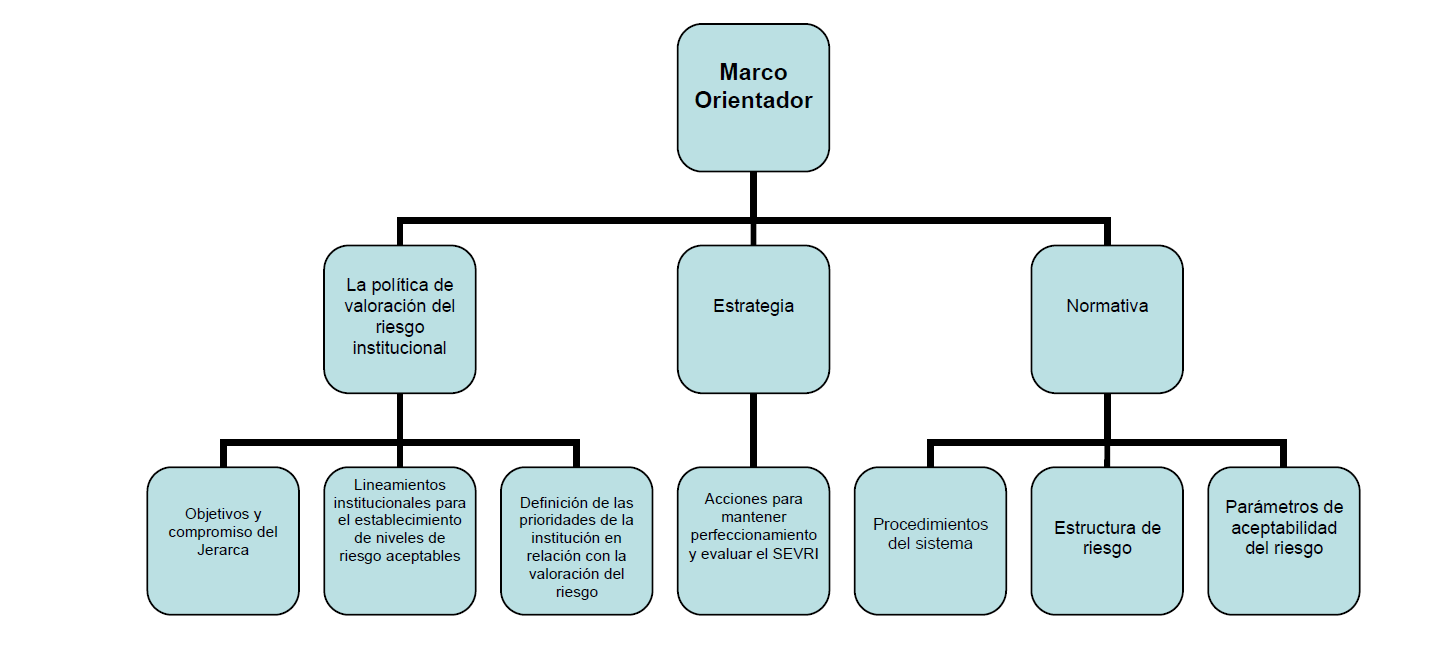 Marco
Orientador
La política de
valoración del
riesgo
institucional
Estrategia
Normativa
Objetivos y
compromiso del
Jerarca
Lineamientos
institucionales para
el establecimiento
de niveles de
riesgo aceptables
Definición de las
prioridades de la
institución en
relación con la
valoración del
riesgo
Acciones para
mantener
perfeccionamiento
y evaluar el SEVRI
Procedimientos
del sistema
Estructura de
riesgo
Parámetros de
aceptabilidad
del riesgo